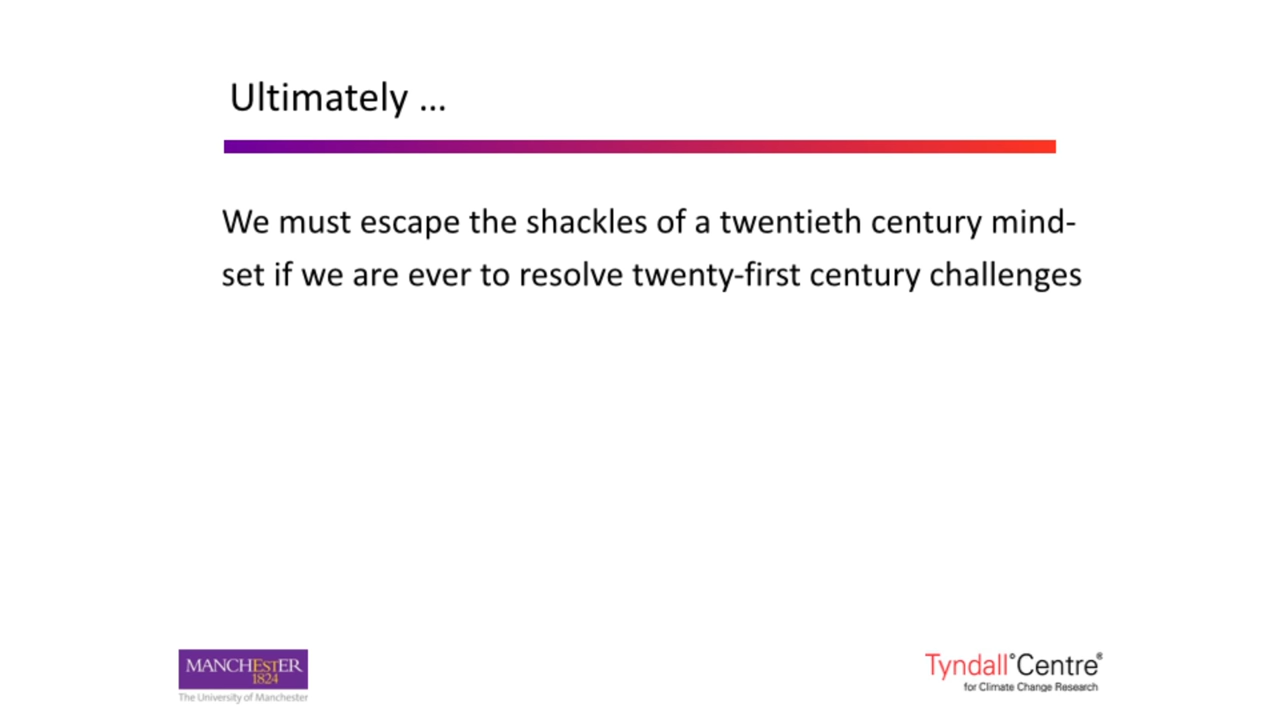 Ultimately ...
We must escape the shackles of a twentieth century mind-
set if we are ever to resolve twenty-first century challenges
MANCHESTER
1824
The University of Manchester
Tyndall°Centre®
for Climate Change Research